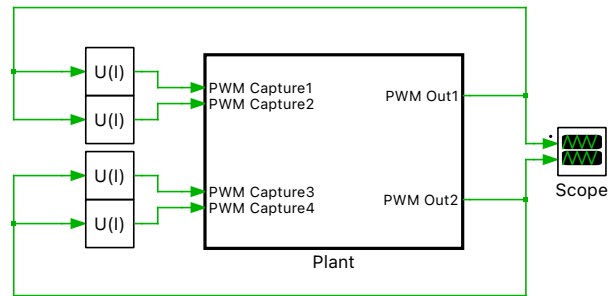 U(I)
PWM Capture1
PWM Capture2
PWM Out1
U(I)
U(I)
PWM Capture3
PWM Capture4
PWM Out2
U(I)
Scope
Plant